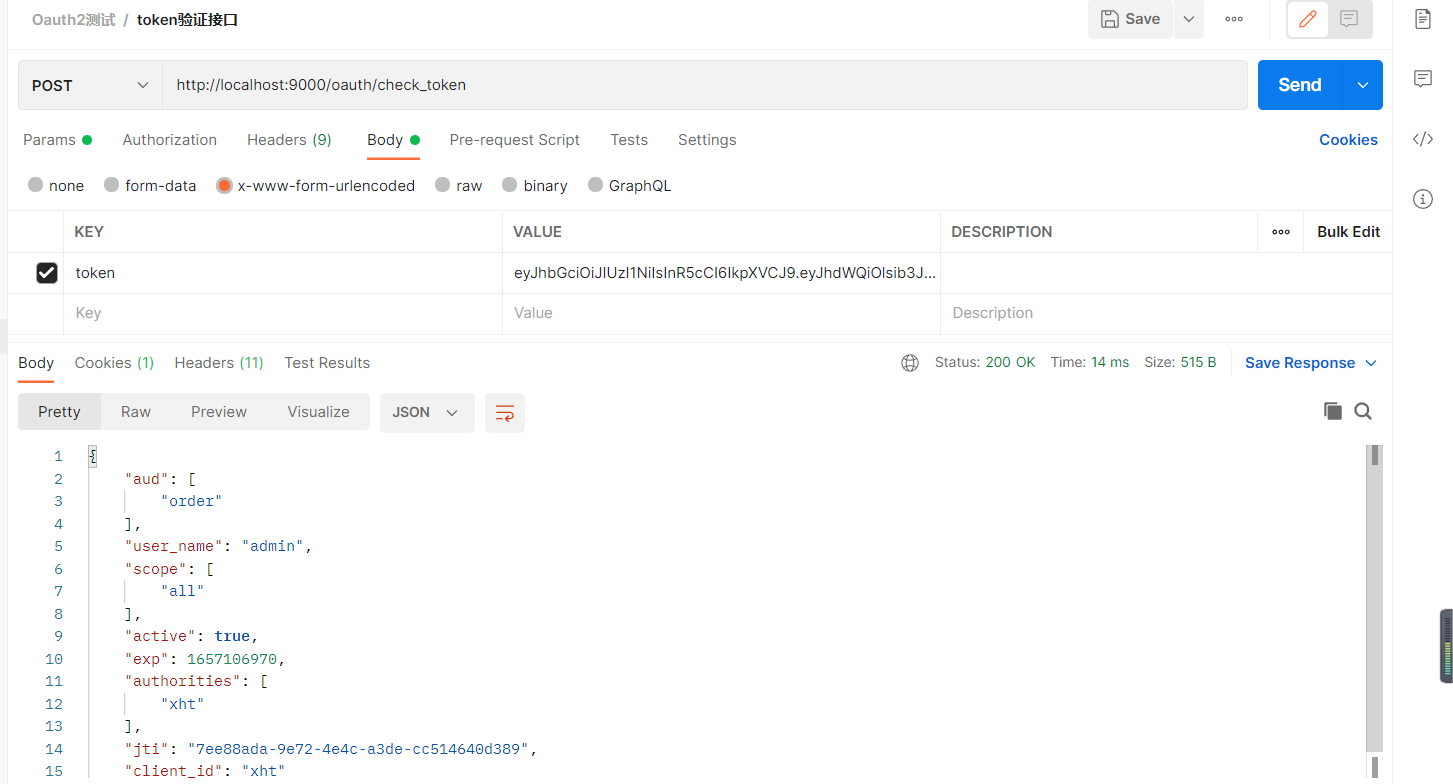 Oauth2测试 / token验证接口 Save
POST http://localhost:9000/oauth/check_token Send
Params Authorization Headers (9) Body Pre-request Script Tests Settings Cookies
none form-data x-www-form-urlencoded raw binary GraphQL
KEY VALUE DESCRIPTION Bulk Edit
token eyJhbGciOiJIUzI1NiIsInR5cCI6IkpXVCJ9.eyJhdWQiOlsib3J...
Key Value Description
Body Cookies (1) Headers (11) Test Results Status: 200 OK Time: 14 ms Size: 515 B Save Response
Pretty Raw Preview Visualize JSON
1 {
2 "aud": [
3 "order"
4 ],
5 "user_name": "admin",
6 "scope": [
7 "all"
8 ],
9 "active": true,
10 "exp": 1657106970,
11 "authorities": [
12 "xht"
13 ],
14 "jti": "7ee88ada-9e72-4e4c-a3de-cc514640d389",
15 "client_id": "xht"